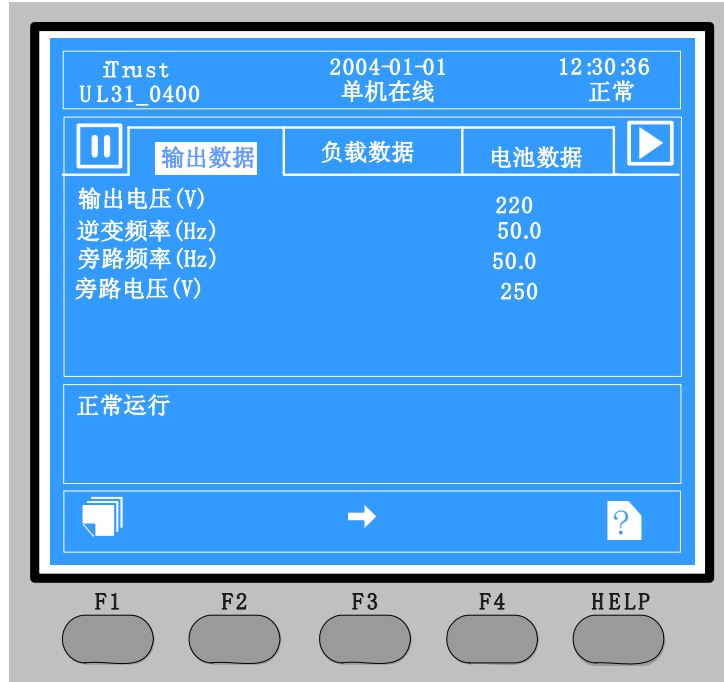 iTrust 2004-01-01 12:30:36
UL31_0400 单机在线 正常
输出数据 负载数据 电池数据
输出电压(V) 220
逆变频率(Hz) 50.0
旁路频率(Hz) 50.0
旁路电压(V) 250
正常运行
?
F1 F2 F3 F4 HELP